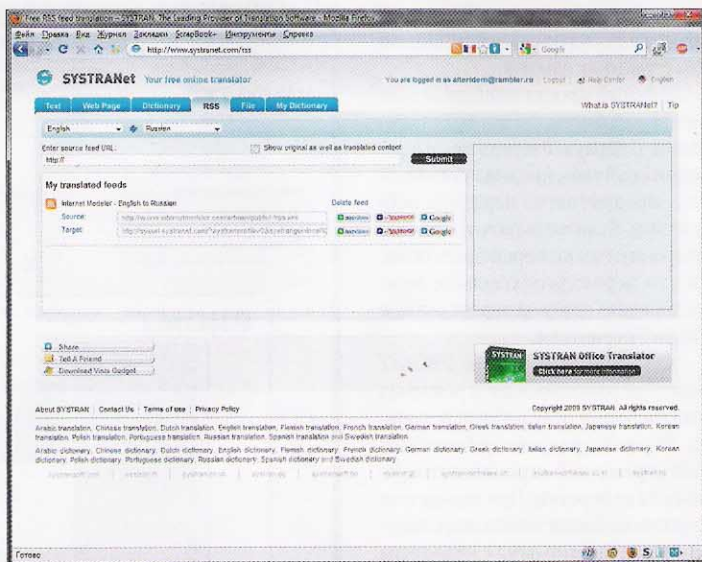 Free RSS feed translation - SYSTRAN, The Leading Provider of Translation Software - Mozilla Firefox
Файл Правка Вид Журнал Закладки ScrapBook+ Инструменты Справка
http://www.systranet.com/rss
Google
SYSTRANet Your free online translator
You are logged in as afteridem@rambler.ru Logout Help Center English
Text Web Page Dictionary RSS File My Dictionary
What is SYSTRANet? Tip
English Russian
Enter source feed URL:
Show original as well as translated content
http://
Submit
My translated feeds
Internet Modeler - English to Russian Delete feed
Source: Google
Target: Google
Share
Tell A Friend
Download Vista Gadget
SYSTRAN
SYSTRAN Office Translator
Click here for more information
About SYSTRAN | Contact Us | Terms of use | Privacy Policy
Copyright 2009 SYSTRAN. All rights reserved.
Arabic translation, Chinese translation, Dutch translation, English translation, Flemish translation, French translation, German translation, Greek translation, Italian translation, Japanese translation, Korean
translation, Polish translation, Portuguese translation, Russian translation, Spanish translation and Swedish translation
Arabic dictionary, Chinese dictionary, Dutch dictionary, English dictionary, Flemish dictionary, French dictionary, German dictionary, Greek dictionary, Italian dictionary, Japanese dictionary, Korean
dictionary, Polish dictionary, Portuguese dictionary, Russian dictionary, Spanish dictionary and Swedish dictionary
Готово